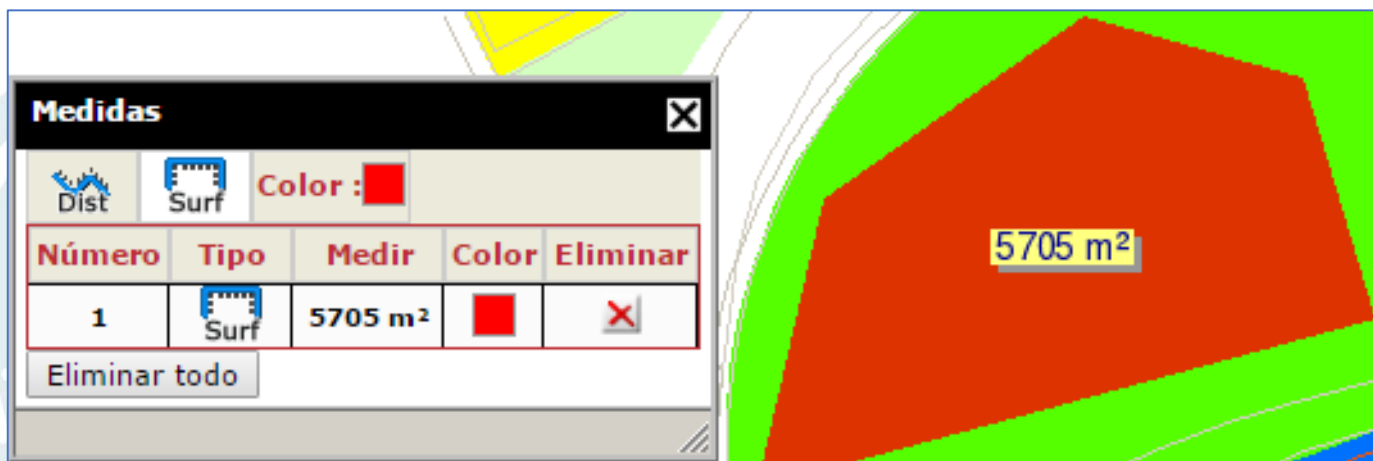 Medidas
Dist
Surf
Color :
Número Tipo Medir Color Eliminar
1 Surf 5705 m²
Eliminar todo
5705 m²